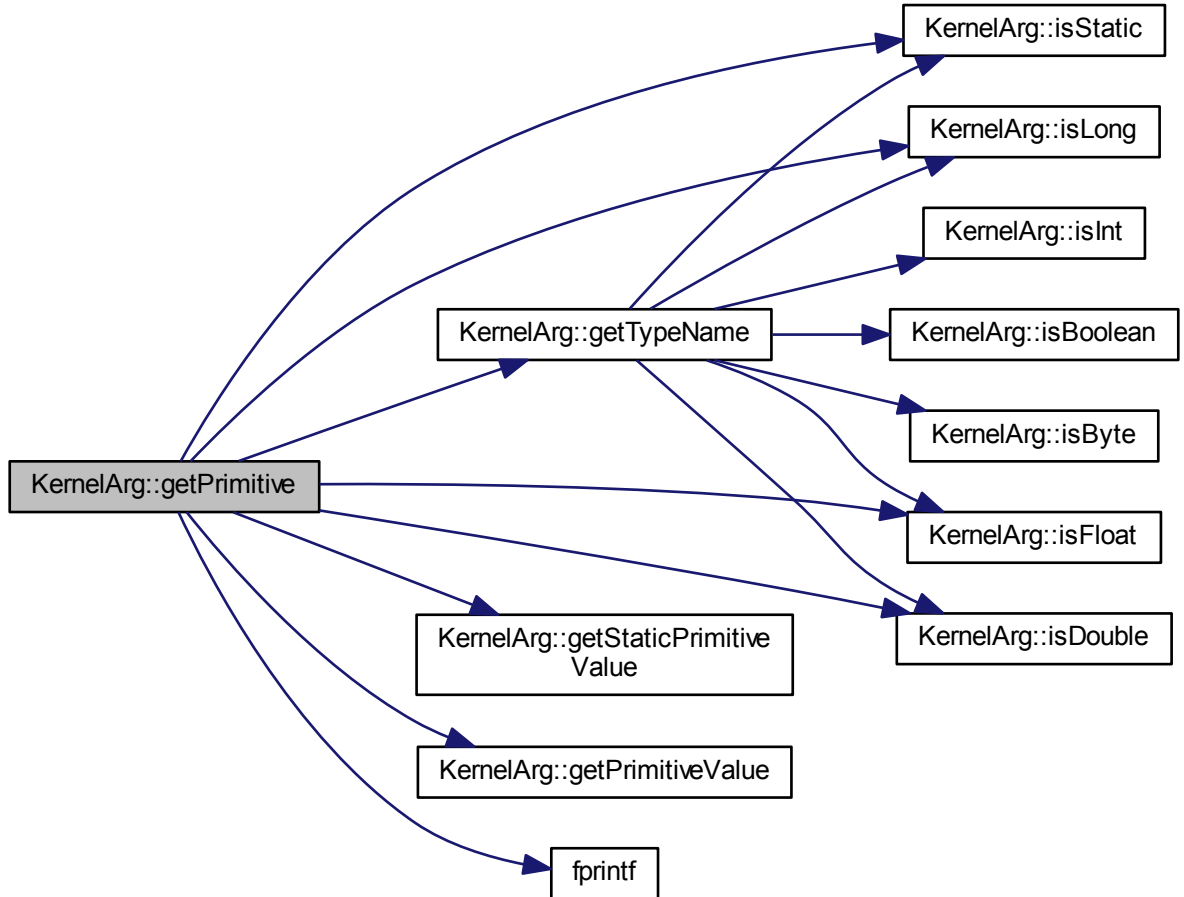 KernelArg::isStatic
KernelArg::isLong
KernelArg::isInt
KernelArg::getTypeName
KernelArg::isBoolean
KernelArg::isByte
KernelArg::getPrimitive
KernelArg::isFloat
KernelArg::getStaticPrimitive
Value
KernelArg::isDouble
KernelArg::getPrimitiveValue
fprintf